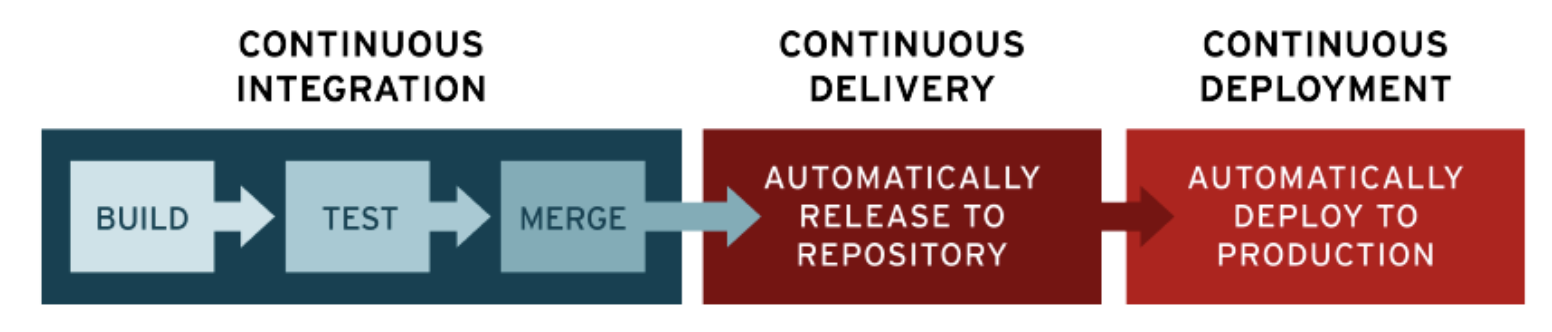 CONTINUOUS
INTEGRATION
CONTINUOUS
DELIVERY
CONTINUOUS
DEPLOYMENT
BUILD
TEST
MERGE
AUTOMATICALLY
RELEASE TO
REPOSITORY
AUTOMATICALLY
DEPLOY TO
PRODUCTION